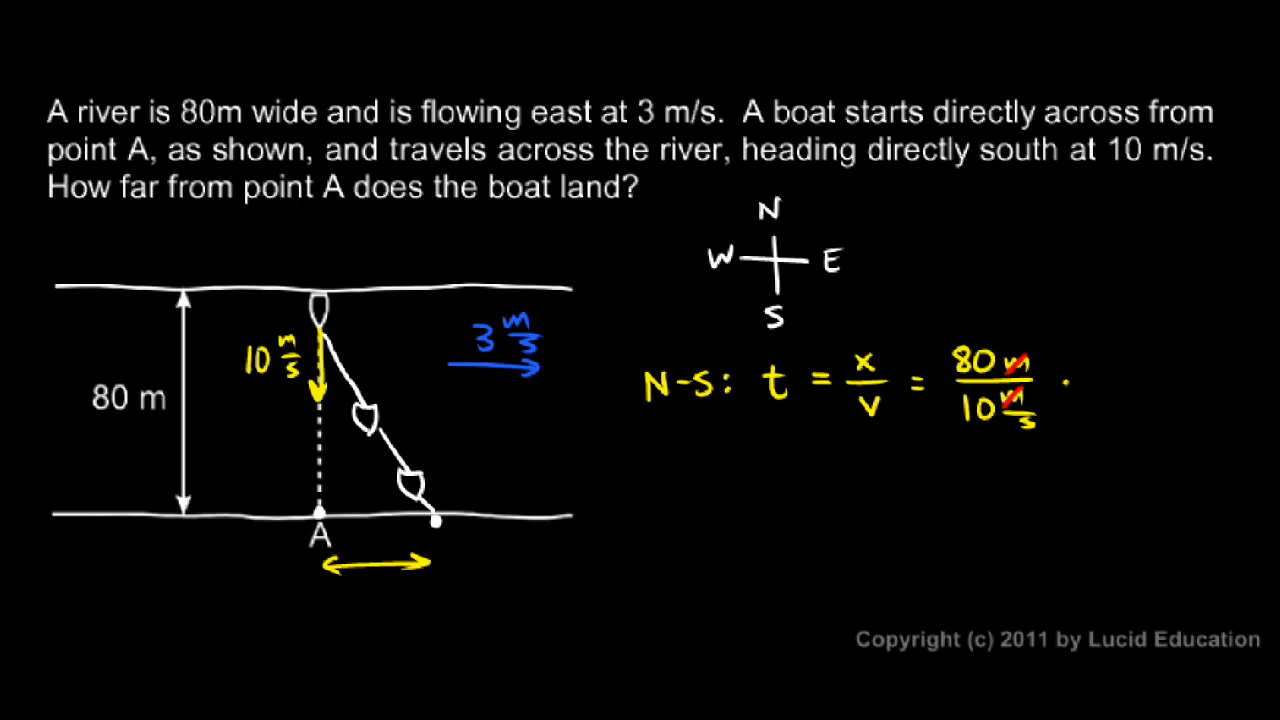 A river is 80m wide and is flowing east at 3 m/s. A boat starts directly across from
point A, as shown, and travels across the river, heading directly south at 10 m/s.
How far from point A does the boat land?
N
W E
S
10 m/s
3 m/s
80 m
A
N-S: t = x/v = 80 m / 10 m/s ·
Copyright (c) 2011 by Lucid Education